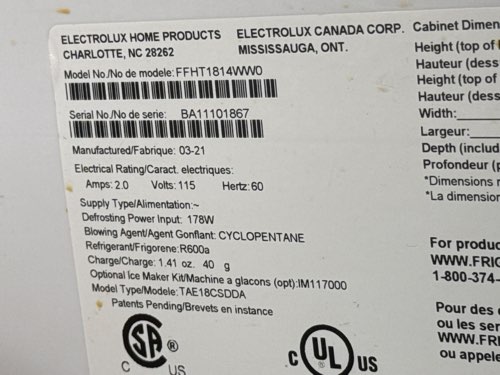 ELECTROLUX HOME PRODUCTS
CHARLOTTE, NC 28262
ELECTROLUX CANADA CORP.
MISSISSAUGA, ONT.
Model No./No de modele: FFHT1814WW0
Serial No./No de serie: BA11101867
Manufactured/Fabrique: 03-21
Electrical Rating/Caract. electriques:
Amps: 2.0 Volts: 115 Hertz: 60
Supply Type/Alimentation:~
Defrosting Power Input: 178W
Blowing Agent/Agent Gonflant: CYCLOPENTANE
Refrigerant/Frigorene: R600a
Charge/Charge: 1.41 oz. 40 g
Optional Ice Maker Kit/Machine a glacons (opt): IM117000
Model Type/Modele: TAE18CSDDA
Patents Pending/Brevets en instance
SA ®
C US
C UL US
Cabinet Dimen
Height (top of
Hauteur (dess
Height (top of
Hauteur (dess
Width:
Largeur:
Depth (includ
Profondeur (p
*Dimensions
*La dimension
For produc
WWW.FRIG
1-800-374-
Pour des
ou les ser
WWW.FRI
ou appele